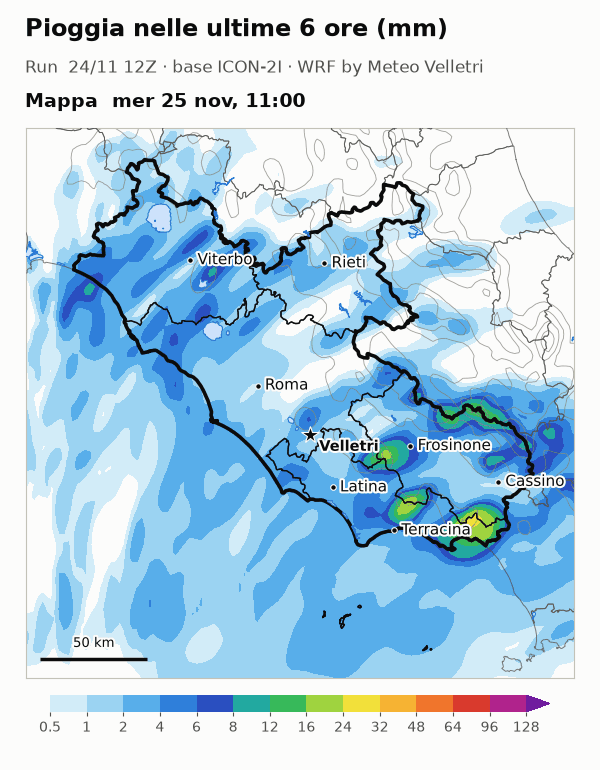 Pioggia nelle ultime 6 ore (mm)
Run 24/11 12Z · base ICON-2I · WRF by Meteo Velletri
Mappa mer 25 nov, 11:00
Viterbo
Rieti
Roma
Velletri
Frosinone
Cassino
Latina
Terracina
50 km
0.5 1 2 4 6 8 12 16 24 32 48 64 96 128